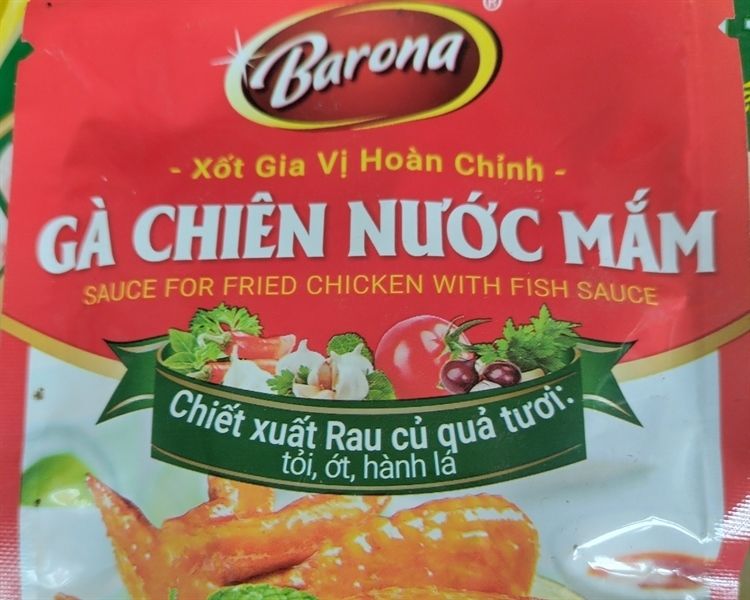 Barona
®
- Xốt Gia Vị Hoàn Chỉnh -
GÀ CHIÊN NƯỚC MẮM
SAUCE FOR FRIED CHICKEN WITH FISH SAUCE
Chiết xuất Rau củ quả tươi:
tỏi, ớt, hành lá